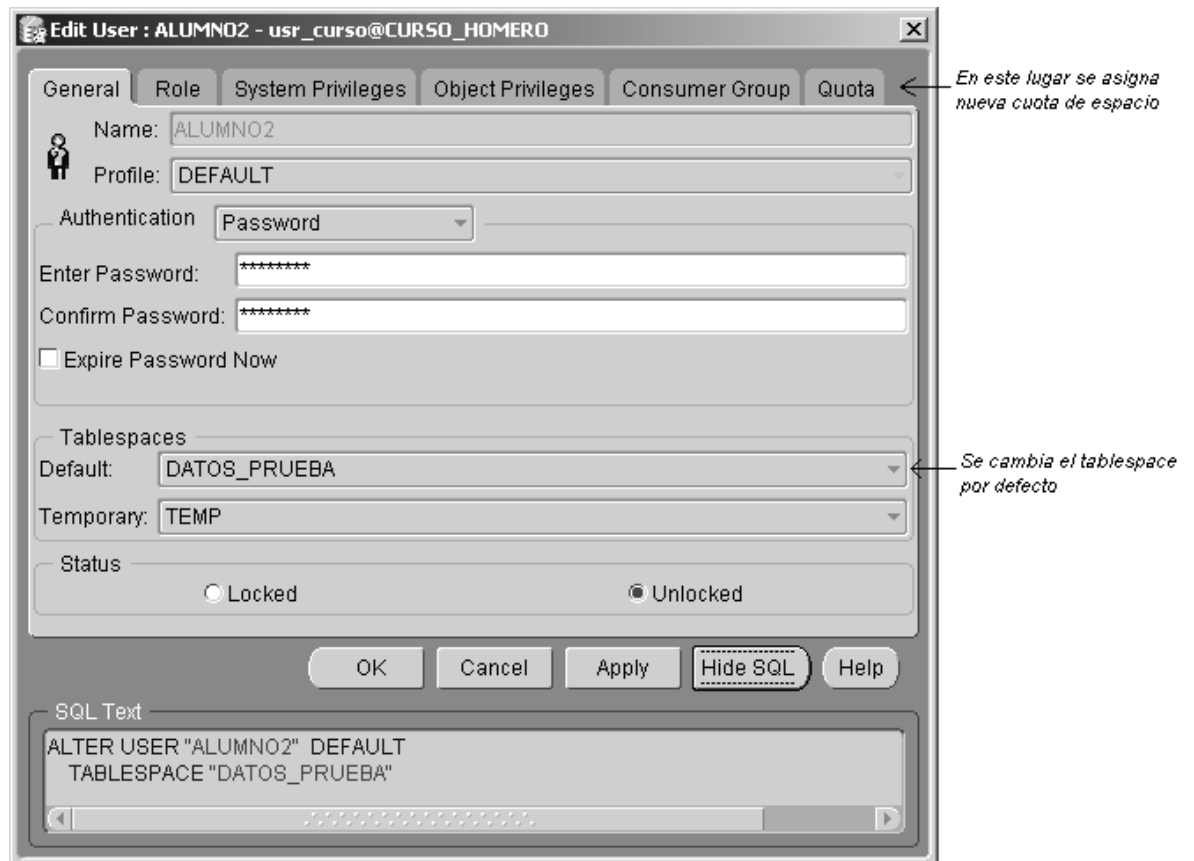 Edit User : ALUMNO2 - usr_curso@CURSO_HOMERO
General Role System Privileges Object Privileges Consumer Group Quota
En este lugar se asigna
nueva cuota de espacio
Name: ALUMNO2
Profile: DEFAULT
Authentication Password
Enter Password: ********
Confirm Password: ********
Expire Password Now
Tablespaces
Default: DATOS_PRUEBA
Se cambia el tablespace
por defecto
Temporary: TEMP
Status
Locked Unlocked
OK Cancel Apply Hide SQL Help
SQL Text
ALTER USER "ALUMNO2" DEFAULT
TABLESPACE "DATOS_PRUEBA"